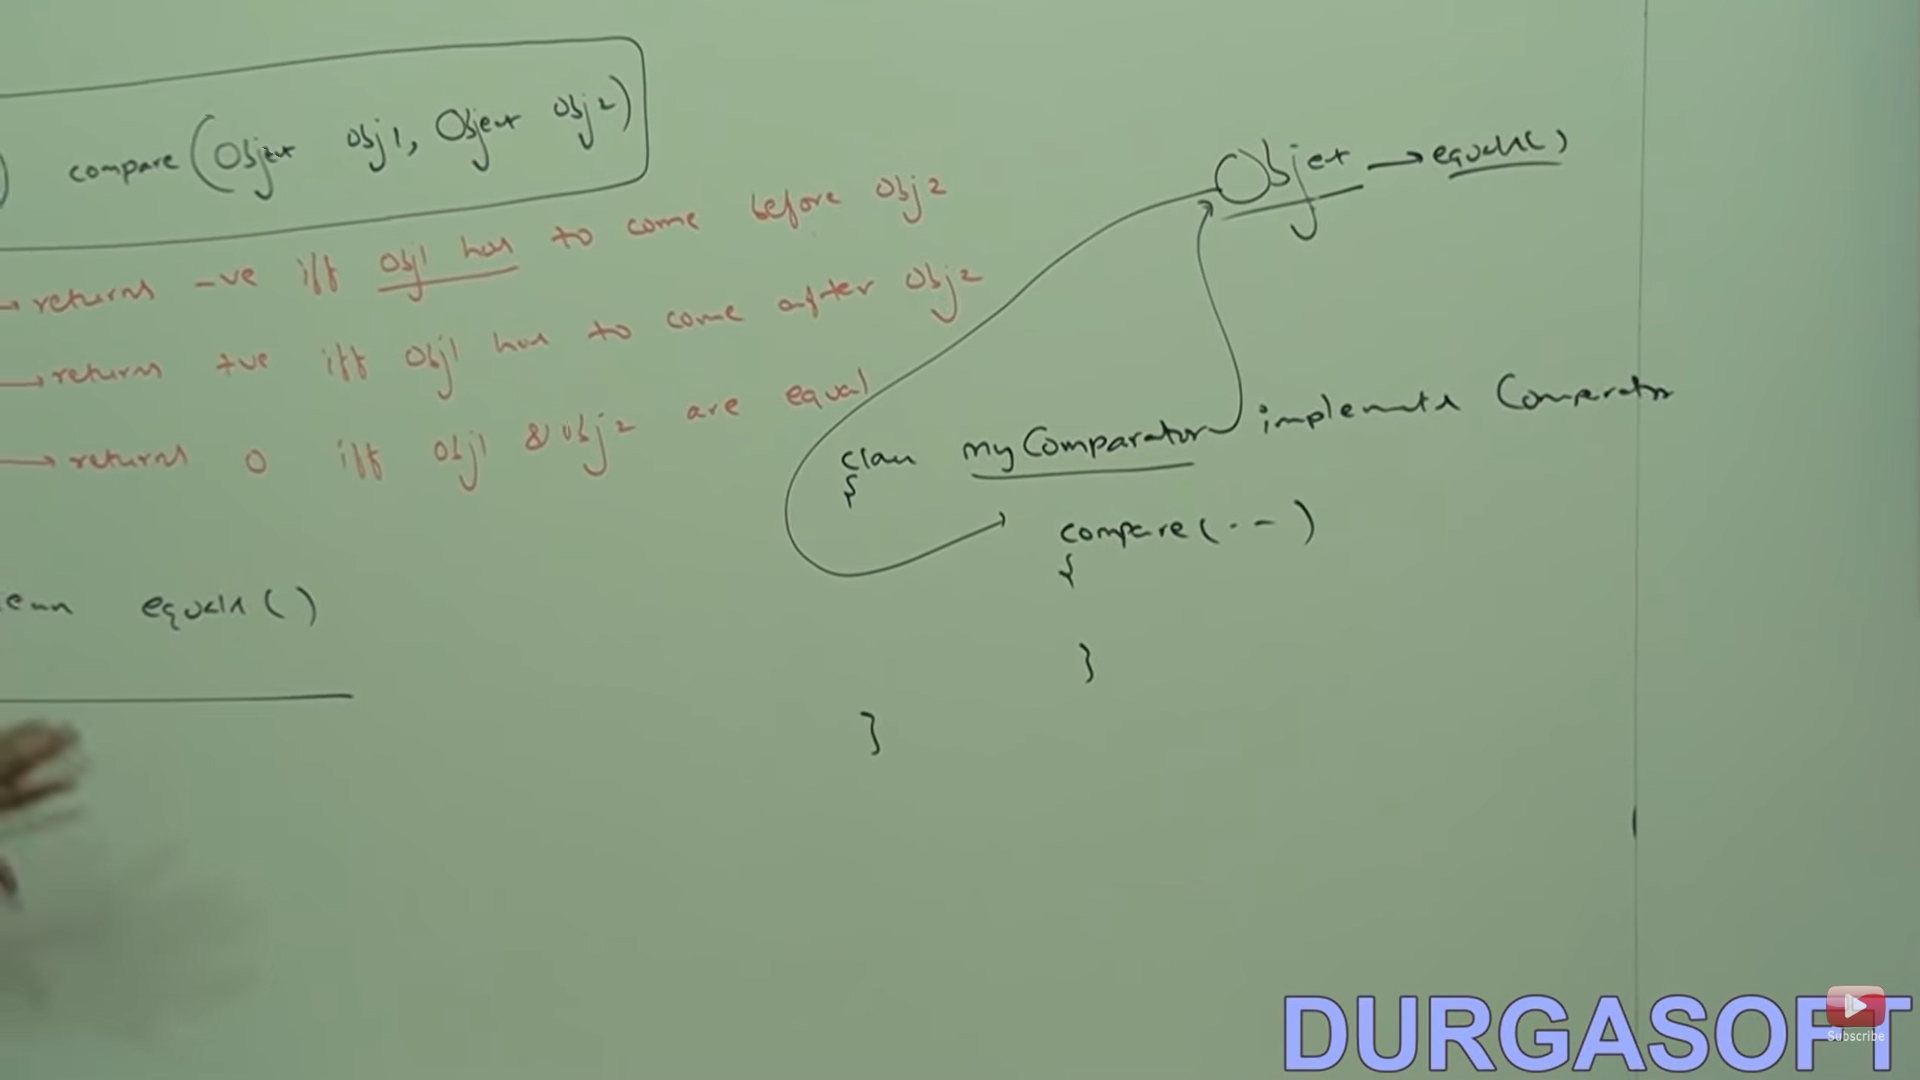 ) compare(Object obj1, Object obj2)
→ returns -ve iff obj1 has to come before obj2
→ returns +ve iff obj1 has to come after obj2
→ returns 0 iff obj1 & obj2 are equal
ean equals()
Object → equals()
class myComparator implements Comparator
{
compare(. . - )
{
}
}
DURGASOFT
Subscribe